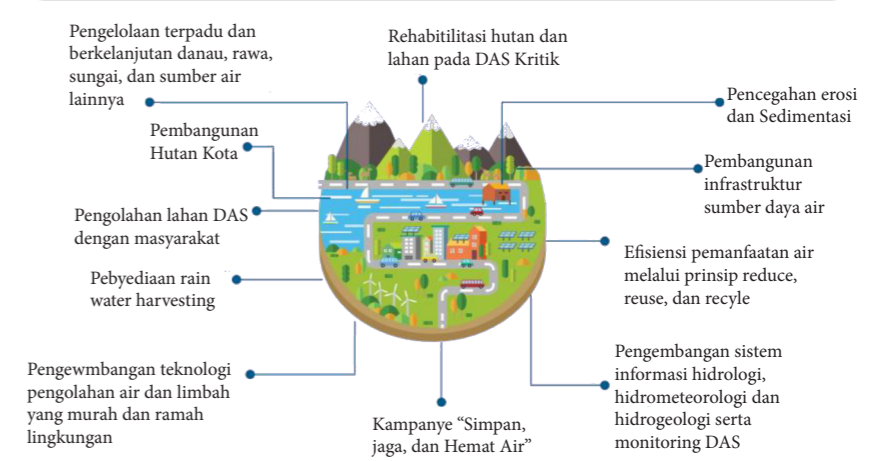 Pengelolaan terpadu dan
berkelanjutan danau, rawa,
sungai, dan sumber air
lainnya
Rehabitilitasi hutan dan
lahan pada DAS Kritik
Pencegahan erosi
dan Sedimentasi
Pembangunan
Hutan Kota
Pembangunan
infrastruktur
sumber daya air
Pengolahan lahan DAS
dengan masyarakat
Efisiensi pemanfaatan air
melalui prinsip reduce,
reuse, dan recyle
Pebyediaan rain
water harvesting
Pengewmbangan teknologi
pengolahan air dan limbah
yang murah dan ramah
lingkungan
Kampanye “Simpan,
jaga, dan Hemat Air”
Pengembangan sistem
informasi hidrologi,
hidrometeorologi dan
hidrogeologi serta
monitoring DAS